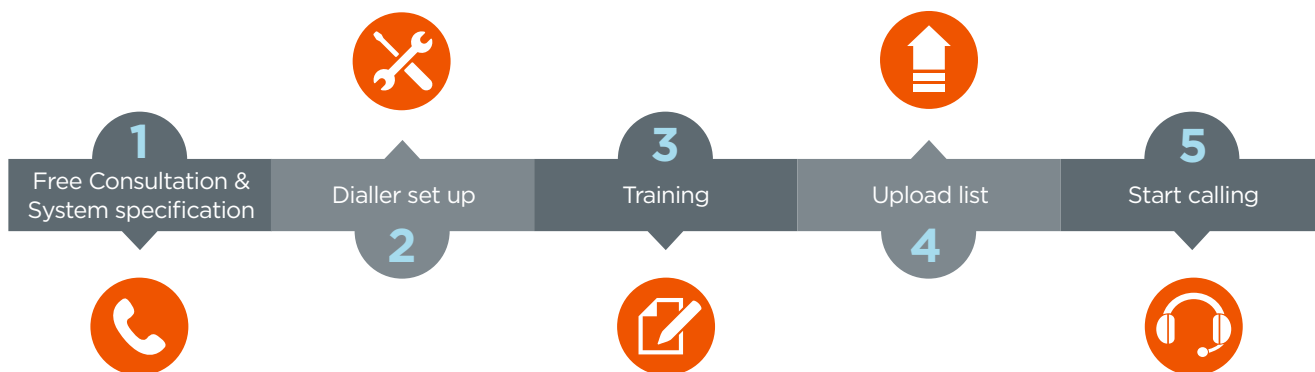 1
Free Consultation &
System specification
Dialler set up
2
3
Training
Upload list
4
5
Start calling